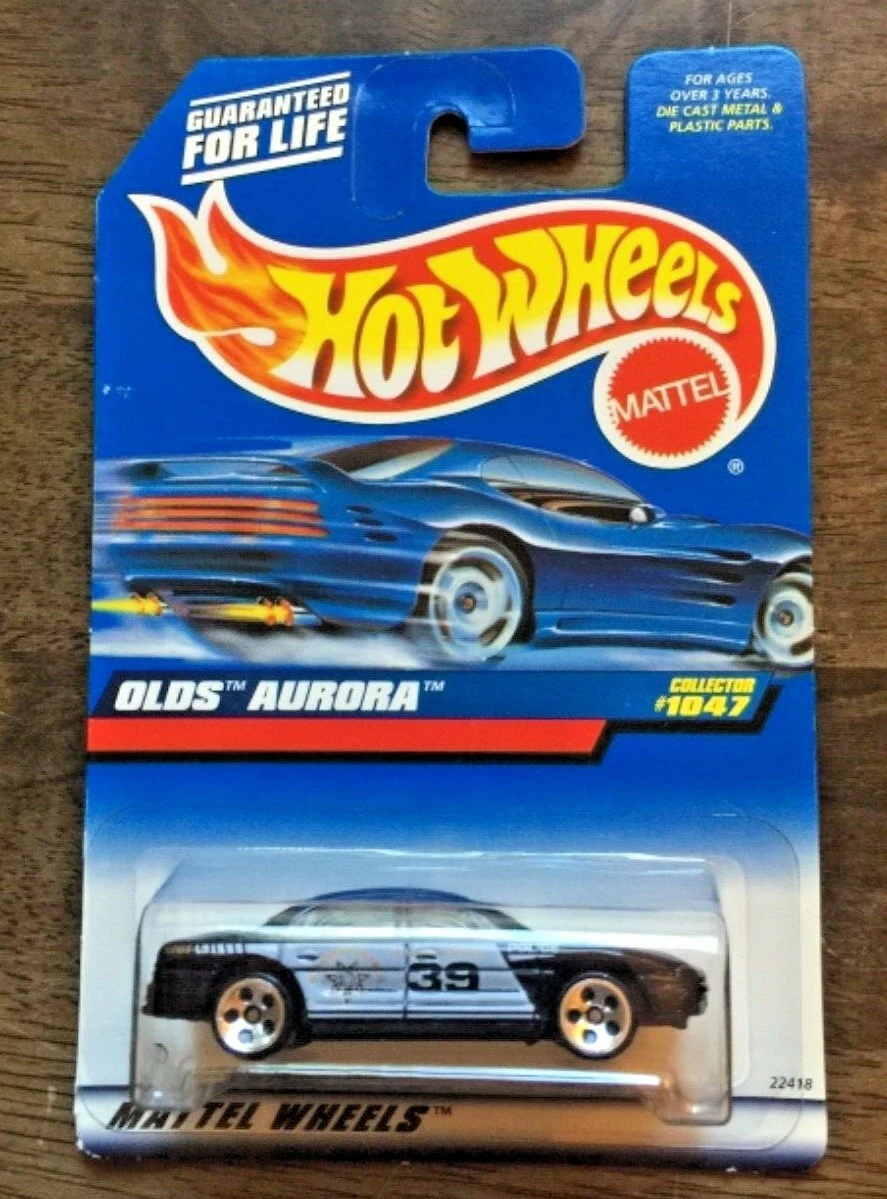 GUARANTEED
FOR LIFE
FOR AGES
OVER 3 YEARS.
DIE CAST METAL &
PLASTIC PARTS.
HOT WHEELS
MATTEL
®
OLDS™ AURORA™
COLLECTOR
#1047
POLICE
39
22418
MATTEL WHEELS™